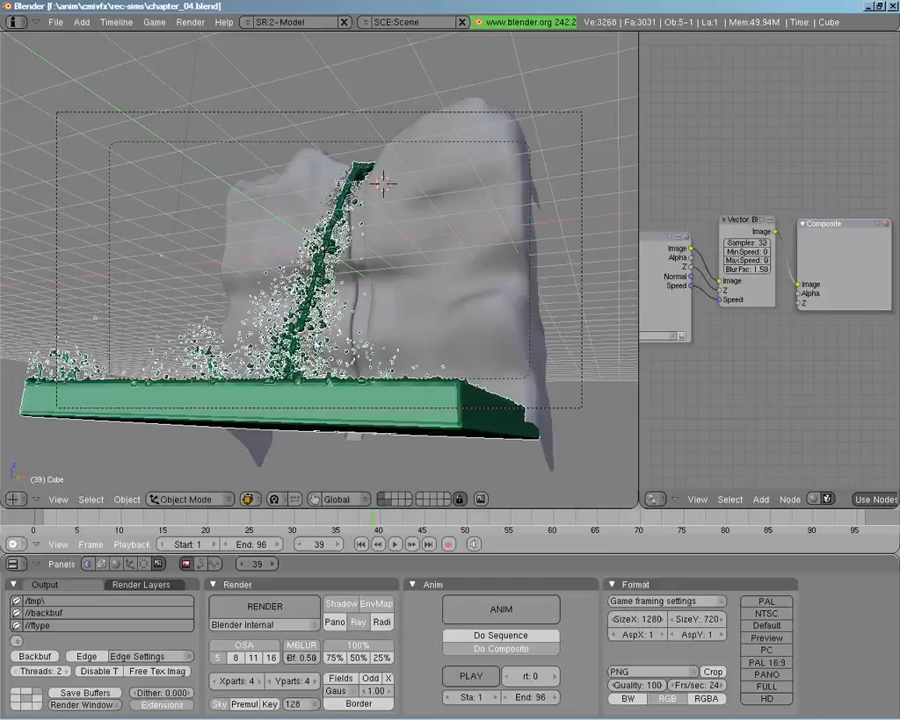 Blender [f:\anim\cmivfx\rec-sims\chapter_04.blend]
File Add Timeline Game Render Help SR:2-Model SCE:Scene www.blender.org 242.2 Ve:3268 | Fa:3031 | Ob:5-1 | La:1 | Mem:49.94M | Time: | Cube
(39) Cube
View Select Object Object Mode Global
Image
Alpha
Z
Normal
Speed
Vector Bl
Image
Samples: 32
MinSpeed: 0
MaxSpeed: 0
BlurFac: 1.50
Image
Z
Speed
Composite
Image
Alpha
Z
View Select Add Node Use Nodes
0 5 10 15 20 25 30 35 40 45 50 55 60 65 70 75 80 85 90 95
View Frame Playback Start: 1 End: 96 39
Panels 39
Output Render Layers
/tmp\
//backbuf
//ftype
Backbuf Edge Edge Settings
Threads: 2 Disable T Free Tex Imag
Save Buffers Dither: 0.000
Render Window Extensions
Render
RENDER
Blender Internal
Shadow EnvMap
Pano Ray Radi
OSA MBLUR 100%
5 8 11 16 Bf: 0.50 75% 50% 25%
Xparts: 4 Yparts: 4 Fields Odd X
Gaus 1.00
Sky Premul Key 128 Border
Anim
ANIM
Do Sequence
Do Composite
PLAY rt: 0
Sta: 1 End: 96
Format
Game framing settings
SizeX: 1280 SizeY: 720
AspX: 1 AspY: 1
PNG Crop
Quality: 100 Frs/sec: 24
BW RGB RGBA
PAL
NTSC
Default
Preview
PC
PAL 16:9
PANO
FULL
HD